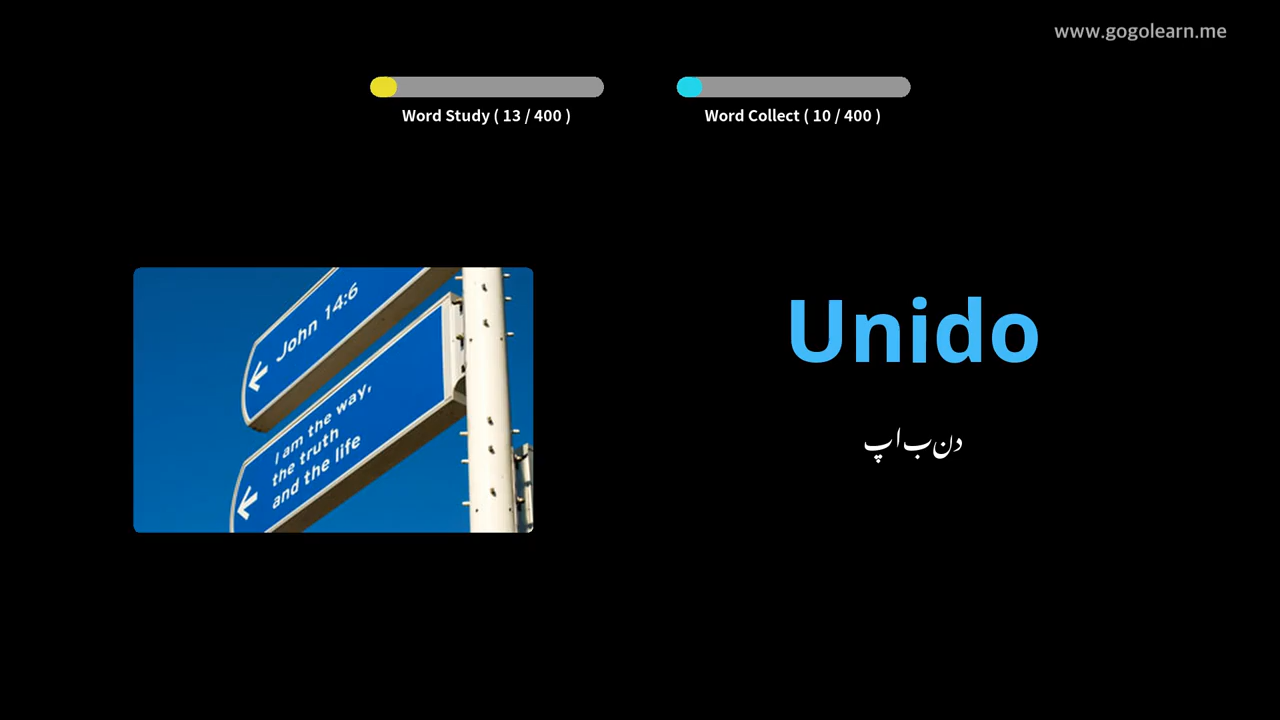 www.gogolearn.me
Word Study ( 13 / 400 )
Word Collect ( 10 / 400 )
John 14:6
I am the way,
the truth
and the life
Unido
دن ب ا پ